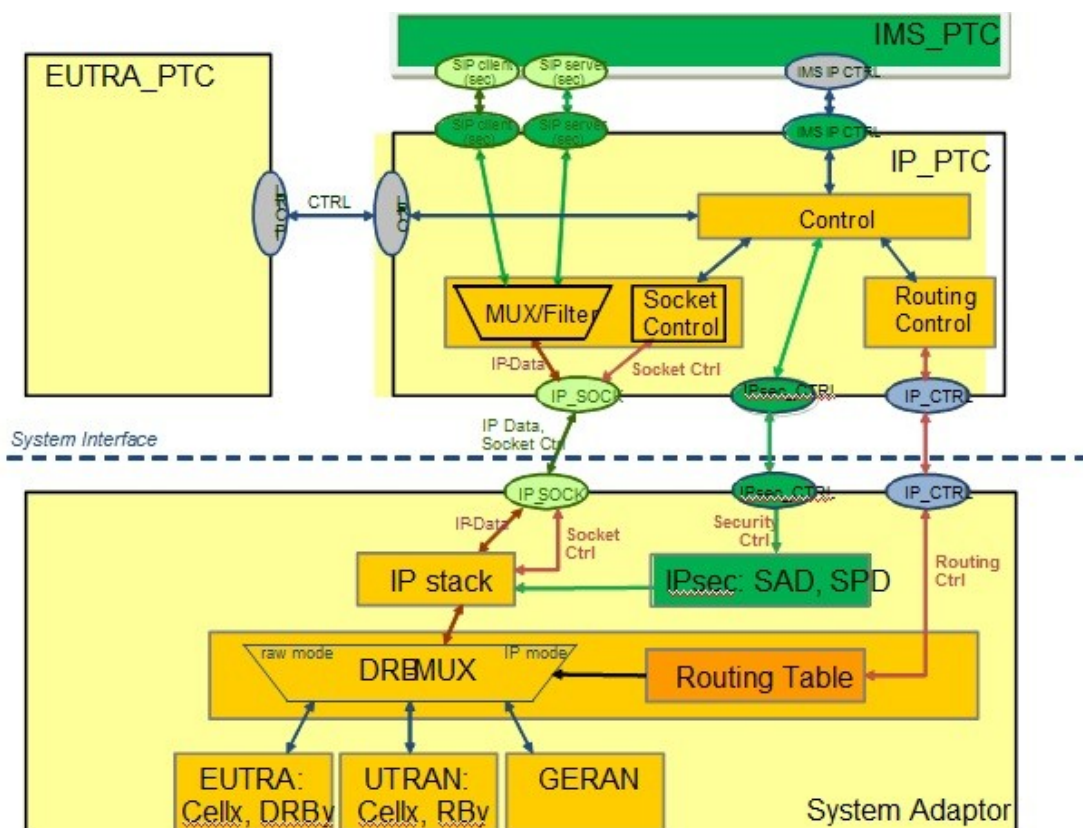 IMS_PTC
EUTRA_PTC
SIP client
(sec)
SIP server
(sec)
IMS IP CTRL
SIP client
(sec)
SIP server
(sec)
IMS IP CTRL
IP_PTC
CTRL
Control
MUX/Filter
Socket
Control
Routing
Control
IP-Data
Socket Ctrl
IP_SOCK
IPsec_CTRL
IP_CTRL
IP Data,
Socket Ctrl
System Interface
IP_SOCK
IPsec_CTRL
IP_CTRL
IP-Data
Socket
Ctrl
Security
Ctrl
Routing
Ctrl
IP stack
IPsec: SAD, SPD
raw mode
IP mode
DRBMUX
Routing Table
EUTRA:
Cellx, DRBy
UTRAN:
Cellx, RBy
GERAN
System Adaptor